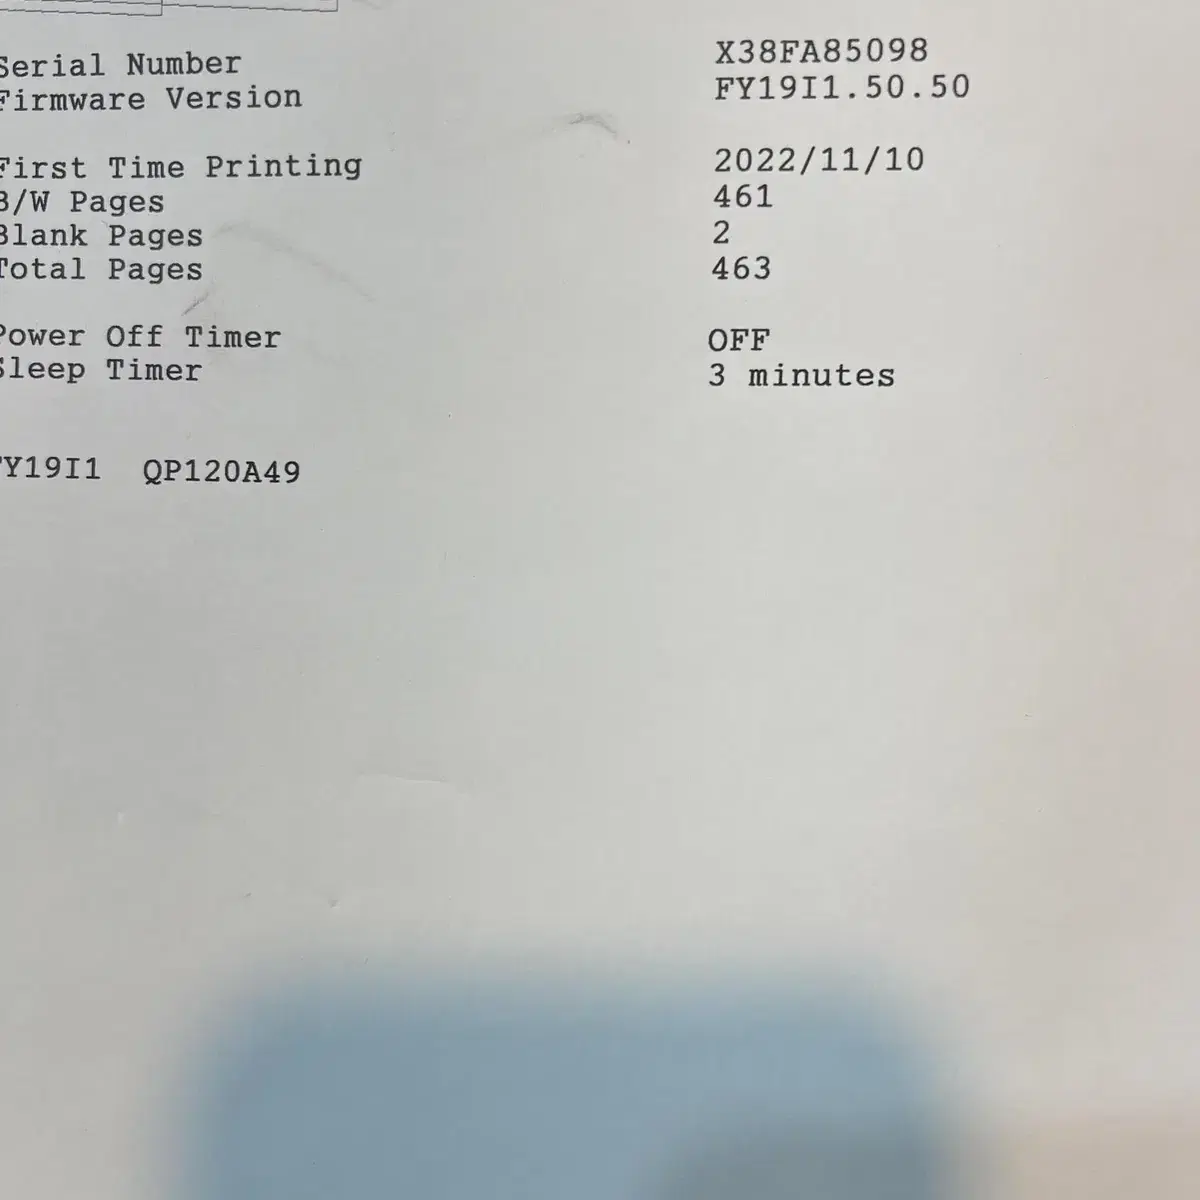 Serial Number X38FA85098
Firmware Version FY19I1.50.50
First Time Printing 2022/11/10
B/W Pages 461
Blank Pages 2
Total Pages 463
Power Off Timer OFF
Sleep Timer 3 minutes
FY19I1 QP120A49